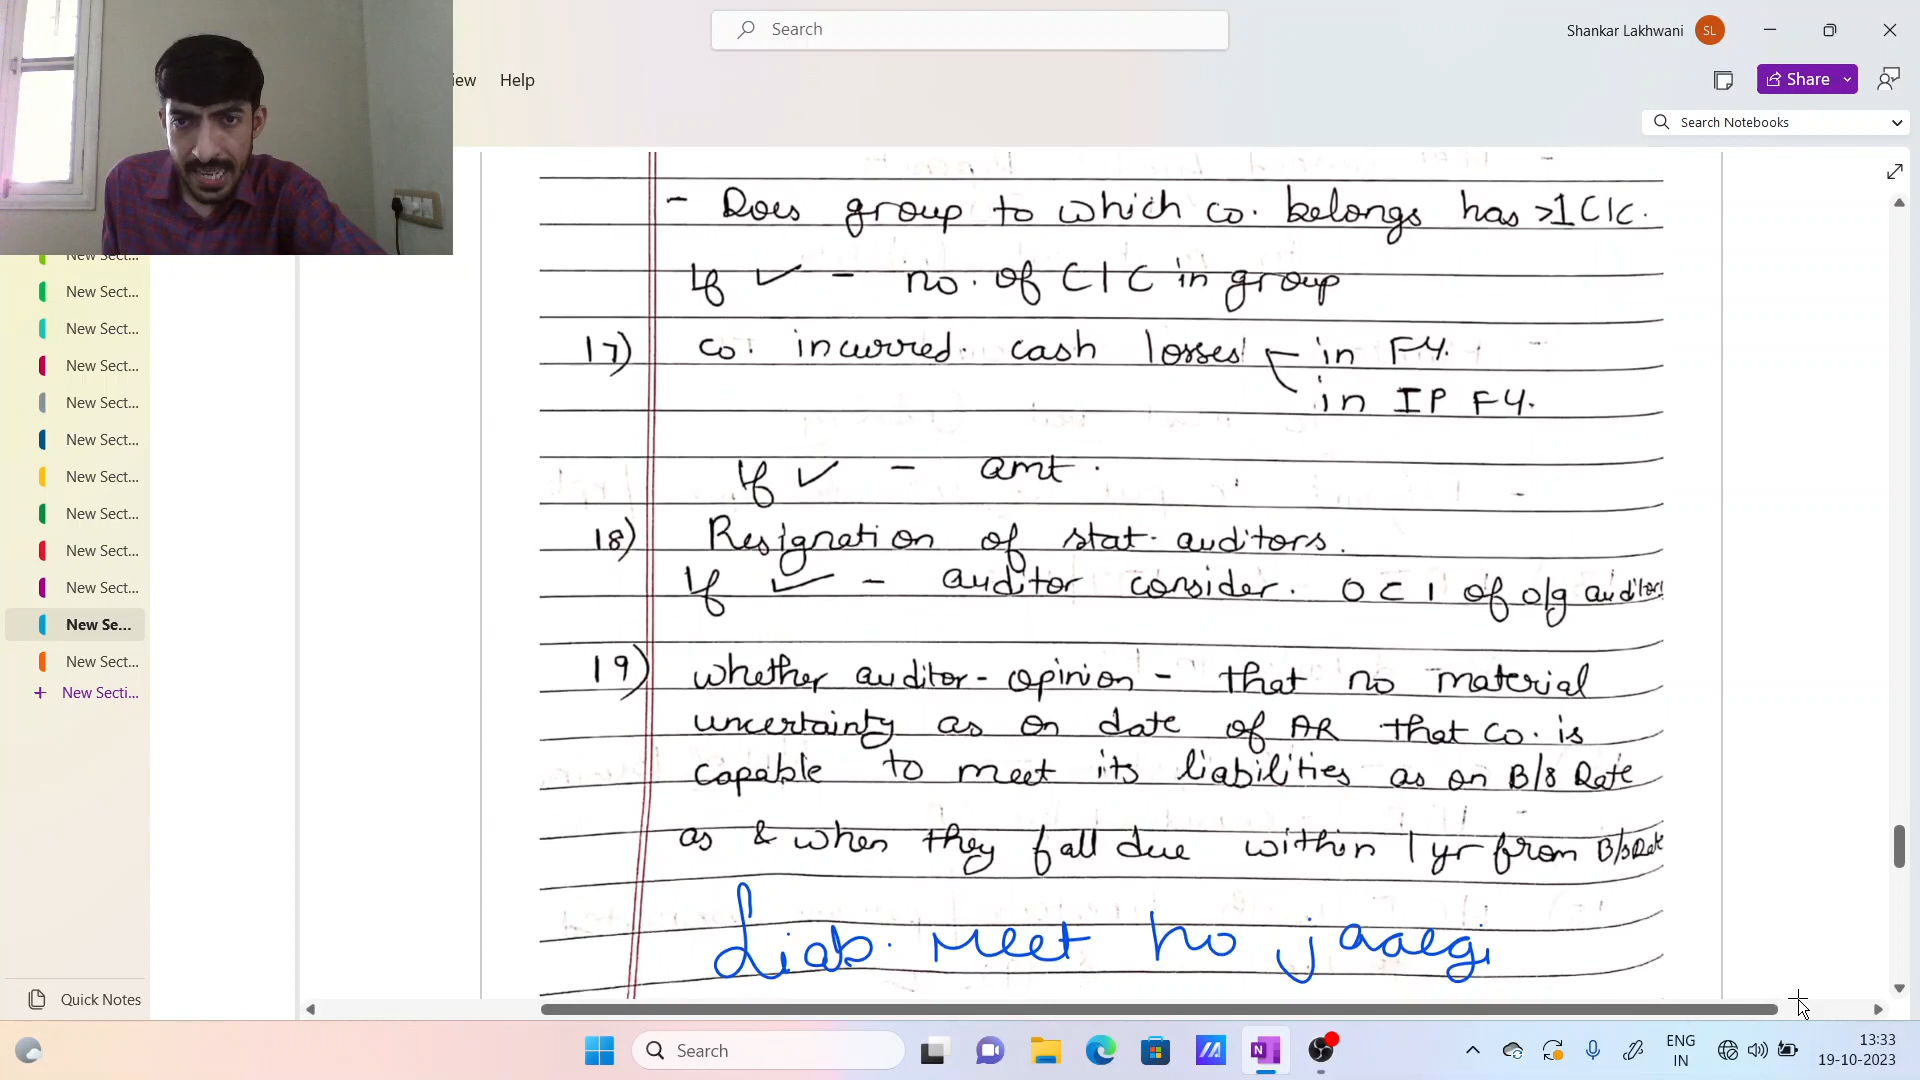 Search
Shankar Lakhwani SL
iew Help
Share
Search Notebooks
- Does group to which co. belongs has >1 CIC.
If ✓ - no. of CIC in group
17) co. incurred cash losses - in FY.
in IP FY.
If ✓ - amt.
18) Resignation of stat. auditors.
If ✓ - auditor consider. O C I of o/g auditors
19) whether auditor - opinion - that no material
uncertainty as on date of AR that co. is
capable to meet its liabilities as on B/s Date
as & when they fall due within 1 yr from B/s Date
Liab. Meet ho jaaegi
New Sect...
New Sect...
New Sect...
New Sect...
New Sect...
New Sect...
New Sect...
New Sect...
New Sect...
New Sect...
New Se...
New Sect...
+ New Secti...
Quick Notes
Search
ENG
IN
13:33
19-10-2023